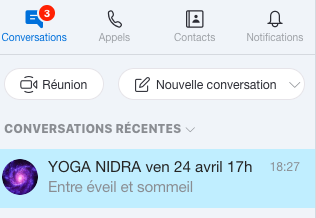 3
Conversations Appels Contacts Notifications
Réunion Nouvelle conversation
CONVERSATIONS RÉCENTES
YOGA NIDRA ven 24 avril 17h 18:27
Entre éveil et sommeil